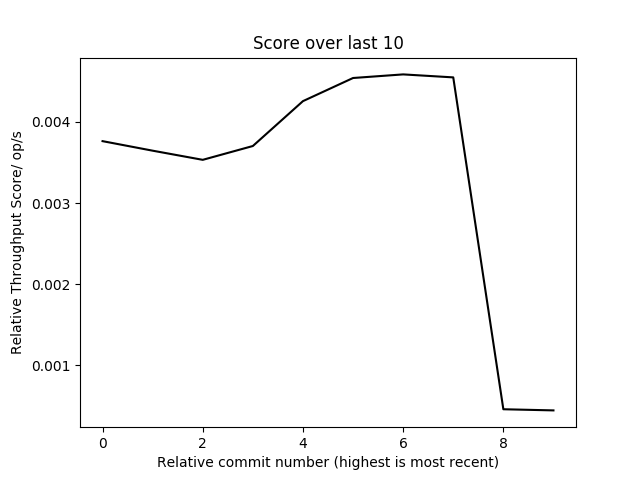 Score over last 10
Relative Throughput Score/ op/s
0.004
0.003
0.002
0.001
0 2 4 6 8
Relative commit number (highest is most recent)